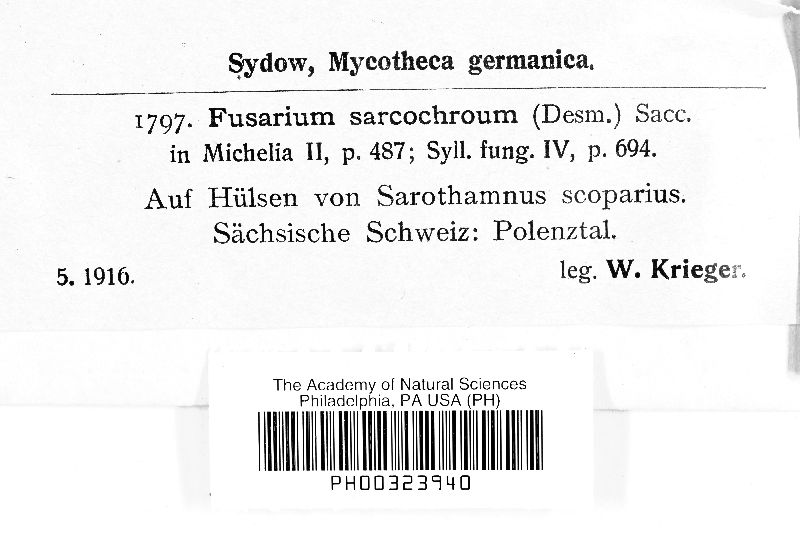 Sydow, Mycotheca germanica.
1797. Fusarium sarcochroum (Desm.) Sacc.
in Michelia II, p. 487; Syll. fung. IV, p. 694.
Auf Hülsen von Sarothamnus scoparius.
Sächsische Schweiz: Polenztal.
5. 1916. leg. W. Krieger.
The Academy of Natural Sciences
Philadelphia, PA USA (PH)
PH00323940